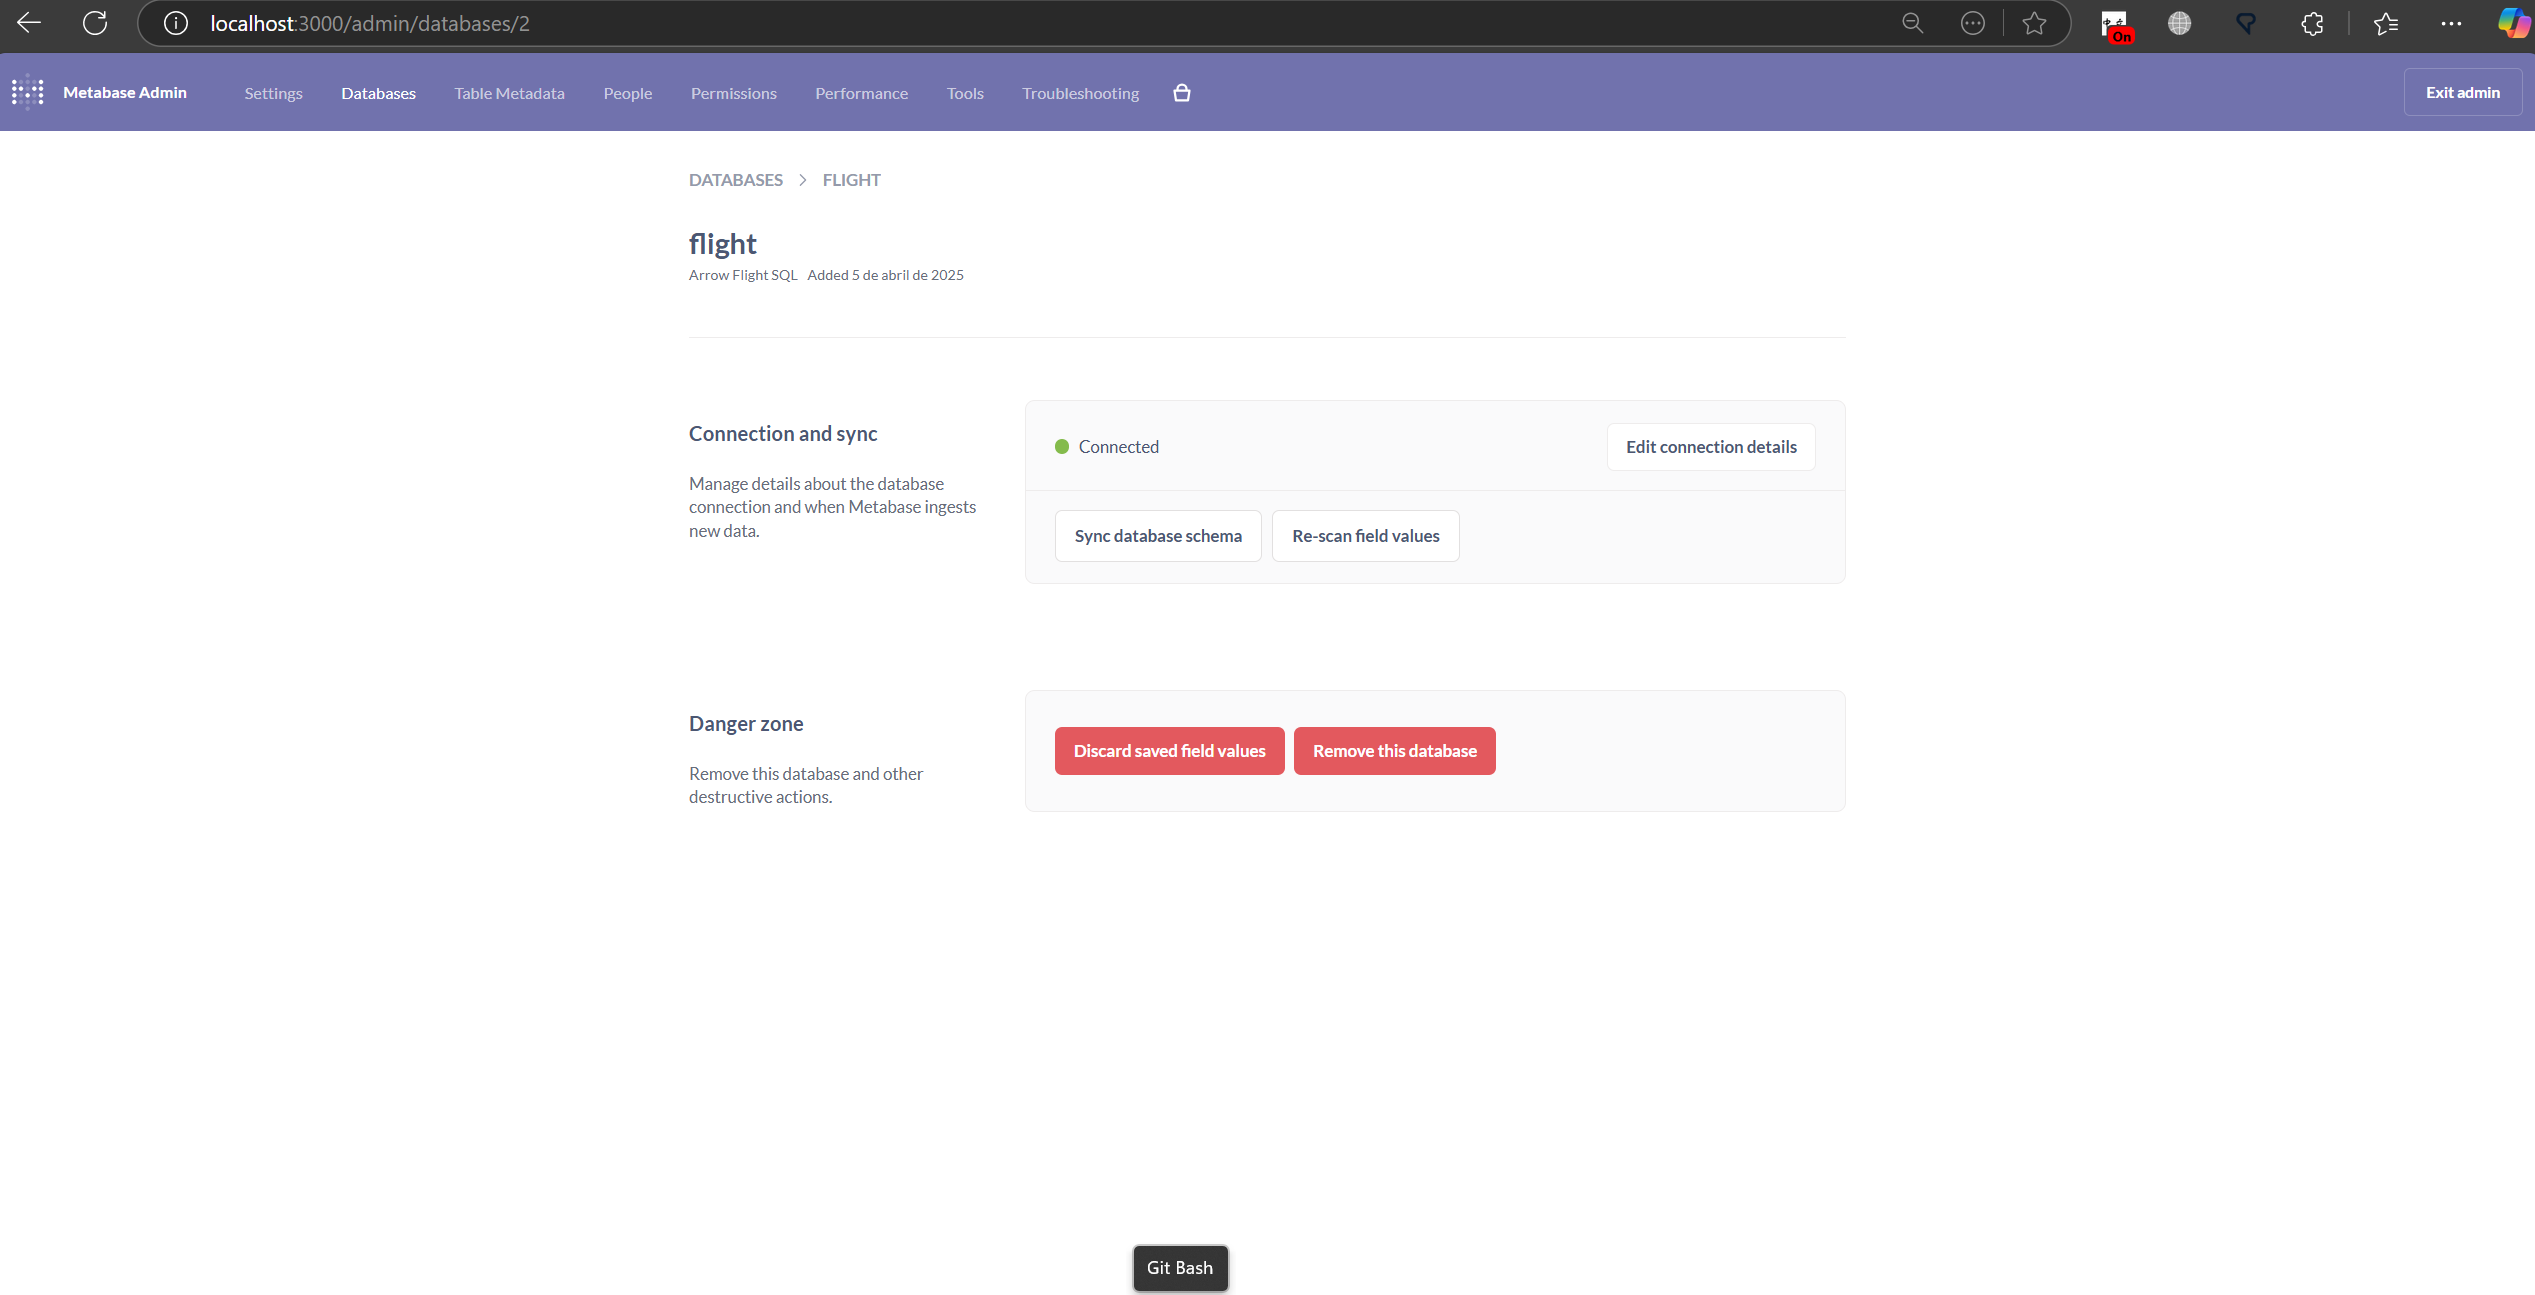 localhost:3000/admin/databases/2
On
Metabase Admin
Settings
Databases
Table Metadata
People
Permissions
Performance
Tools
Troubleshooting
Exit admin
DATABASES > FLIGHT
flight
Arrow Flight SQL Added 5 de abril de 2025
Connection and sync
Manage details about the database
connection and when Metabase ingests
new data.
Connected
Edit connection details
Sync database schema
Re-scan field values
Danger zone
Remove this database and other
destructive actions.
Discard saved field values
Remove this database
Git Bash